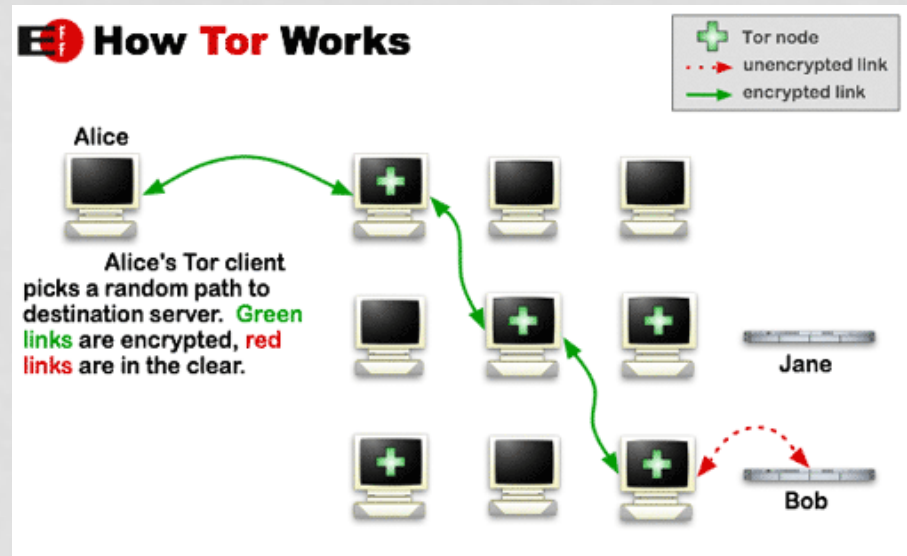 EFF How Tor Works
Tor node
unencrypted link
encrypted link
Alice
Alice's Tor client
picks a random path to
destination server. Green
links are encrypted, red
links are in the clear.
Jane
Bob